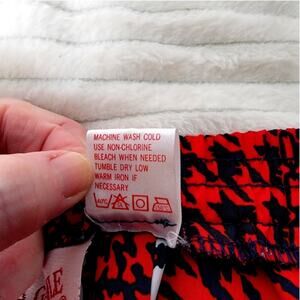 MACHINE WASH COLD
USE NON-CHLORINE
BLEACH WHEN NEEDED
TUMBLE DRY LOW
WARM IRON IF
NECESSARY